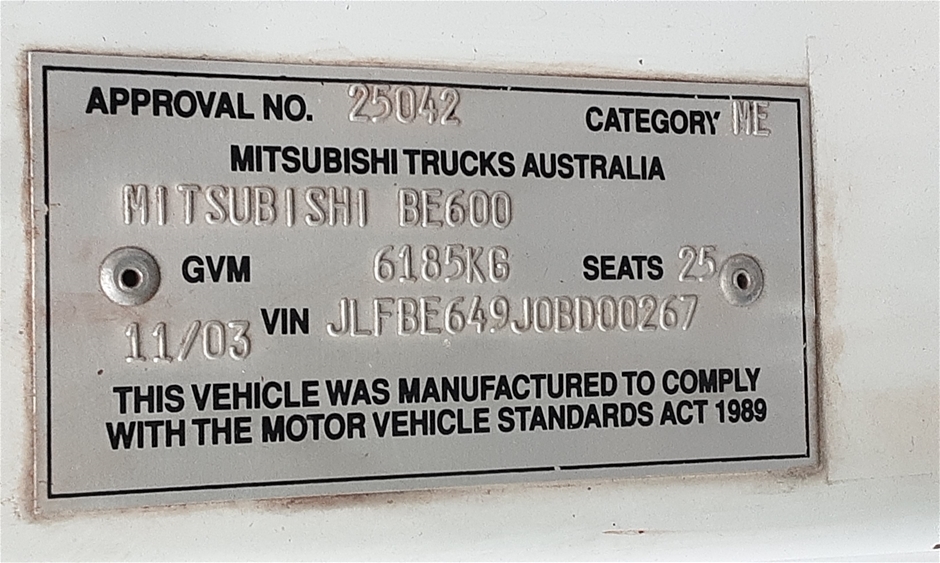 APPROVAL NO. 25042 CATEGORY ME
MITSUBISHI TRUCKS AUSTRALIA
MITSUBISHI BE600
GVM 6185KG SEATS 25
11/03 VIN JLFBE649J0BD00267
THIS VEHICLE WAS MANUFACTURED TO COMPLY
WITH THE MOTOR VEHICLE STANDARDS ACT 1989